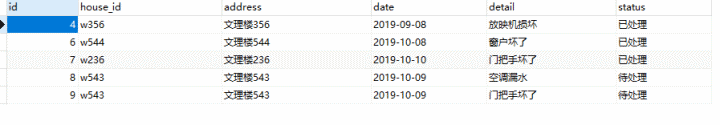 id house_id address date detail status
4 w356 文理楼356 2019-09-08 放映机损坏 已处理
6 w544 文理楼544 2019-10-08 窗户坏了 已处理
7 w236 文理楼236 2019-10-10 门把手坏了 已处理
8 w543 文理楼543 2019-10-09 空调漏水 待处理
9 w543 文理楼543 2019-10-09 门把手坏了 待处理